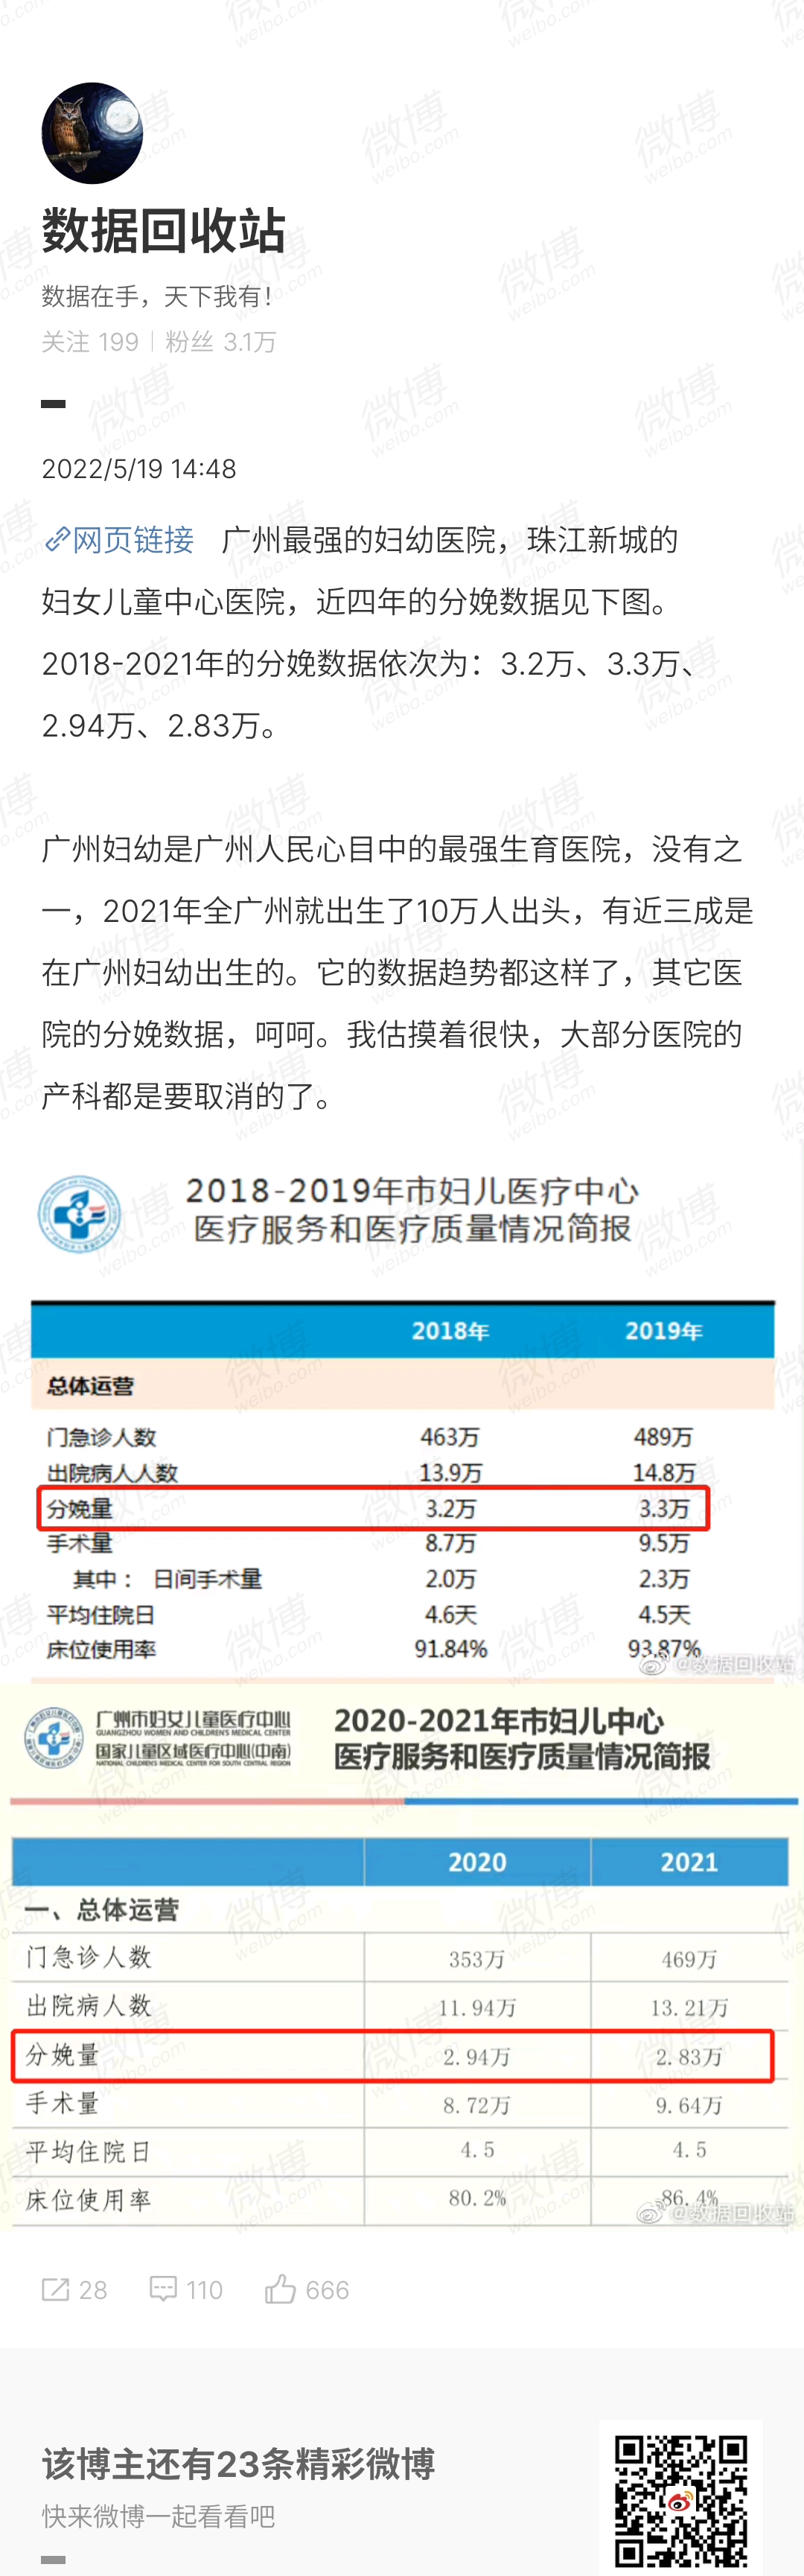 数据回收站
数据在手，天下我有！
关注 199 | 粉丝 3.1万
2022/5/19 14:48
网页链接 广州最强的妇幼医院，珠江新城的
妇女儿童中心医院，近四年的分娩数据见下图。
2018-2021年的分娩数据依次为：3.2万、3.3万、
2.94万、2.83万。
广州妇幼是广州人民心目中的最强生育医院，没有之
一，2021年全广州就出生了10万人出头，有近三成是
在广州妇幼出生的。它的数据趋势都这样了，其它医
院的分娩数据，呵呵。我估摸着很快，大部分医院的
产科都是要取消的了。
2018-2019年市妇儿医疗中心
医疗服务和医疗质量情况简报
2018年 2019年
总体运营
门急诊人数 463万 489万
出院病人人数 13.9万 14.8万
分娩量 3.2万 3.3万
手术量 8.7万 9.5万
其中： 日间手术量 2.0万 2.3万
平均住院日 4.6天 4.5天
床位使用率 91.84% 93.87%
@数据回收站
广州市妇女儿童医疗中心
GUANGZHOU WOMEN AND CHILDREN'S MEDICAL CENTER
国家儿童区域医疗中心(中南)
NATIONAL CHILDREN'S MEDICAL CENTER FOR SOUTH CENTRAL REGION
2020-2021年市妇儿中心
医疗服务和医疗质量情况简报
2020 2021
一、总体运营
门急诊人数 353万 469万
出院病人数 11.94万 13.21万
分娩量 2.94万 2.83万
手术量 8.72万 9.64万
平均住院日 4.5 4.5
床位使用率 80.2% 86.4%
@数据回收站
28 110 666
该博主还有23条精彩微博
快来微博一起看看吧
微博
weibo.com